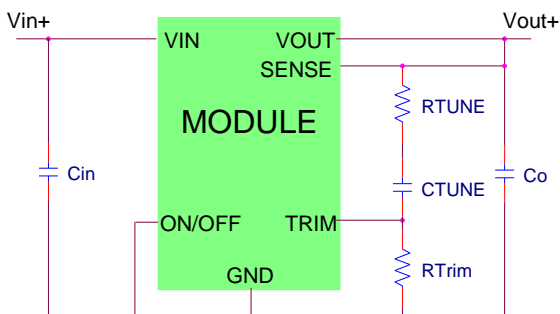 Vin+
Vout+
VIN
VOUT
SENSE
RTUNE
MODULE
Cin
CTUNE
Co
ON/OFF
TRIM
GND
RTrim